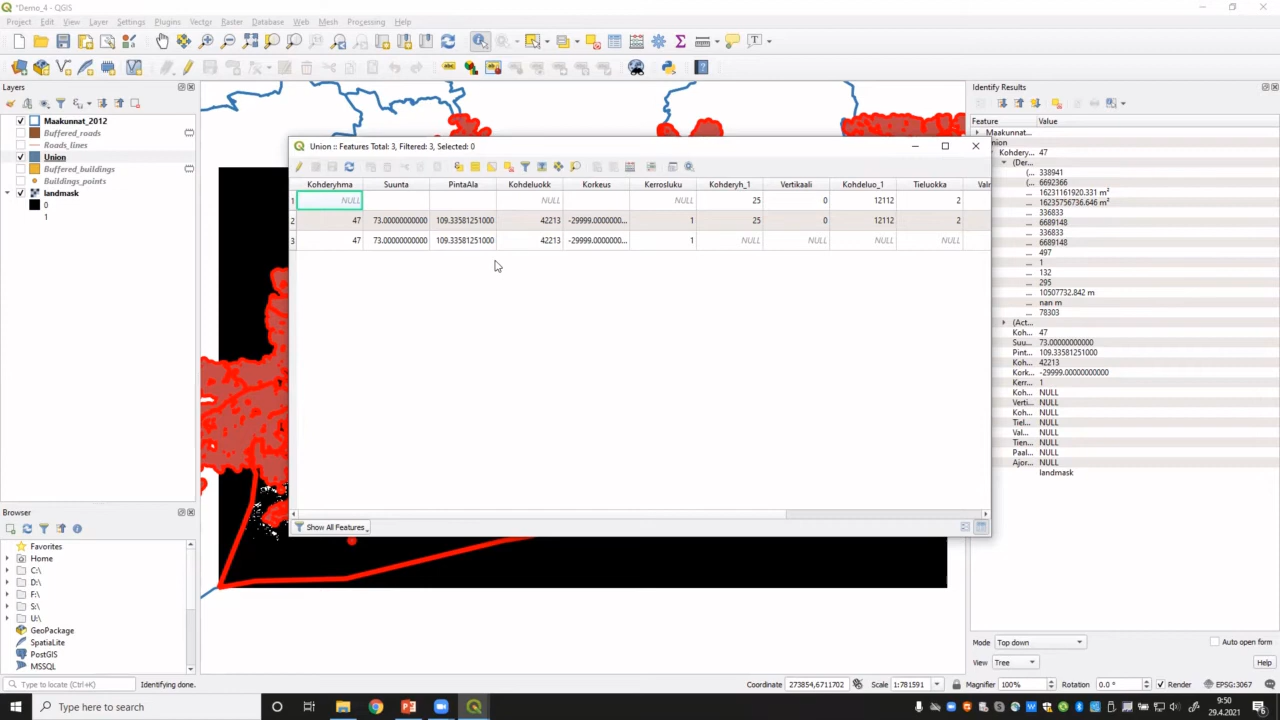 *Demo_4 - QGIS
Project Edit View Layer Settings Plugins Vector Raster Database Web Mesh Processing Help
Layers
Maakunnat_2012
Buffered_roads
Roads_lines
Union
Buffered_buildings
Buildings_points
landmask
0
1
Browser
Favorites
Home
C:\
D:\
F:\
S:\
U:\
GeoPackage
SpatiaLite
PostGIS
MSSQL
Union :: Features Total: 3, Filtered: 3, Selected: 0
Kohderyhma Suunta PintaAla Kohdeluokk Korkeus Kerrosluku Kohderyh_1 Vertikaali Kohdeluo_1 Tieluokka
1 NULL NULL NULL 25 0 12112 2
2 47 73.00000000000 109.33581251000 42213 -29999.0000000... 1 25 0 12112 2
3 47 73.00000000000 109.33581251000 42213 -29999.0000000... 1 NULL NULL NULL NULL
Show All Features
Identify Results
Feature Value
Maakunnat...
Union
Kohdery... 47
(Der...
(... 338941
(... 6692366
... 16231161920.331 m²
... 16235756736.646 m²
... 336833
... 6689148
... 336833
... 6689148
... 497
... 1
... 132
... 295
... 10507732.842 m
... nan m
... 78303
(Act...
Koh... 47
Suu... 73.00000000000
Pint... 109.33581251000
Koh... 42213
Kork... -29999.00000000000
Kerr... 1
Koh... NULL
Verti... NULL
Koh... NULL
Tiel... NULL
Val... NULL
Tien... NULL
Paal... NULL
Ajor... NULL
landmask
Mode Top down Auto open form
View Tree Help
Type to locate (Ctrl+K) Identifying done. Coordinate 273854,6711702 Scale 1:781591 Magnifier 100% Rotation 0.0 ° Render EPSG:3067
Type here to search
9:50
29.4.2021